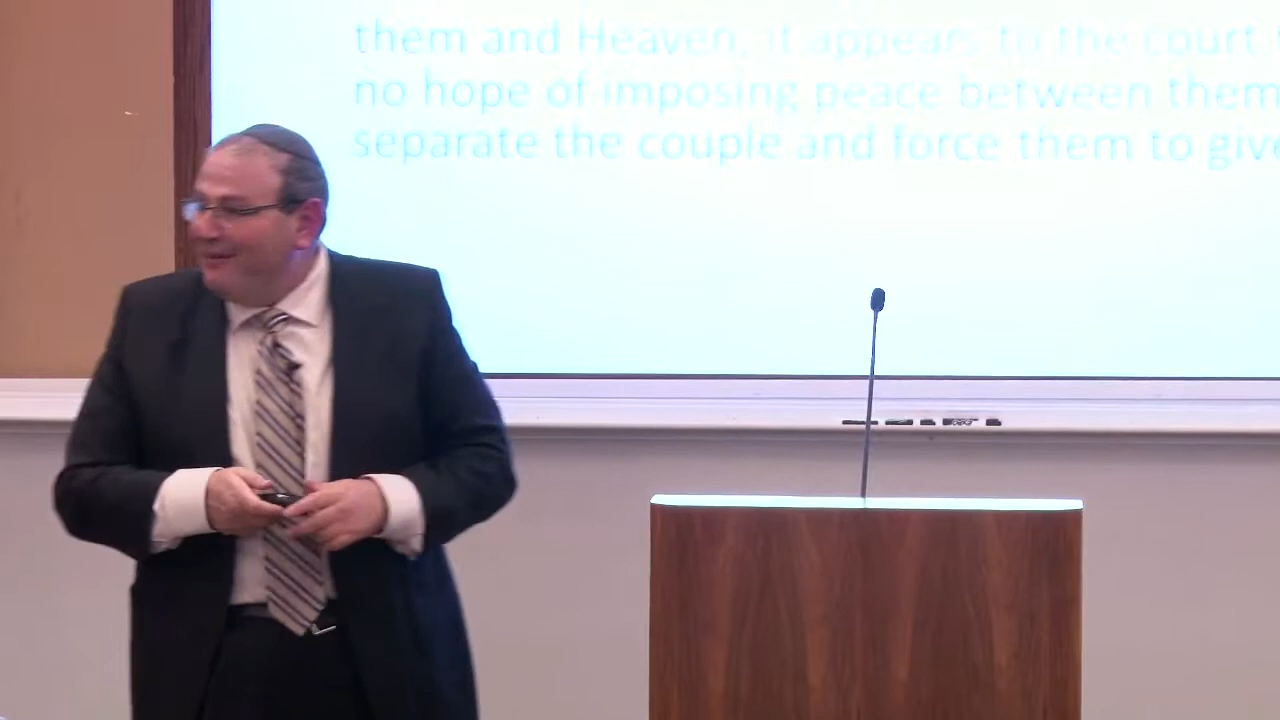 them and Heaven, it appears to the court
no hope of imposing peace between them
separate the couple and force them to give